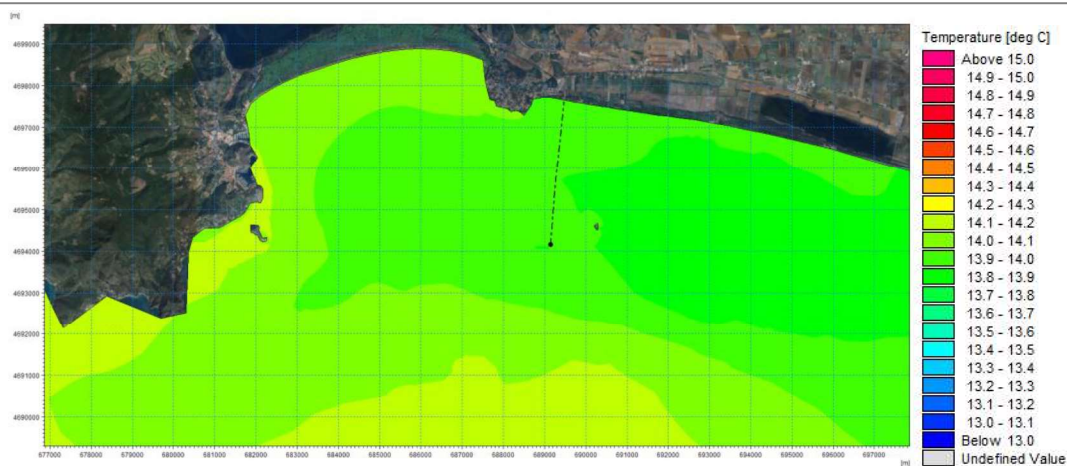 [m]
4699000
4698000
4697000
4696000
4695000
4694000
4693000
4692000
4691000
4690000
677000 678000 679000 680000 681000 682000 683000 684000 685000 686000 687000 688000 689000 690000 691000 692000 693000 694000 695000 696000 697000
[m]
Temperature [deg C]
Above 15.0
14.9 - 15.0
14.8 - 14.9
14.7 - 14.8
14.6 - 14.7
14.5 - 14.6
14.4 - 14.5
14.3 - 14.4
14.2 - 14.3
14.1 - 14.2
14.0 - 14.1
13.9 - 14.0
13.8 - 13.9
13.7 - 13.8
13.6 - 13.7
13.5 - 13.6
13.4 - 13.5
13.3 - 13.4
13.2 - 13.3
13.1 - 13.2
13.0 - 13.1
Below 13.0
Undefined Value